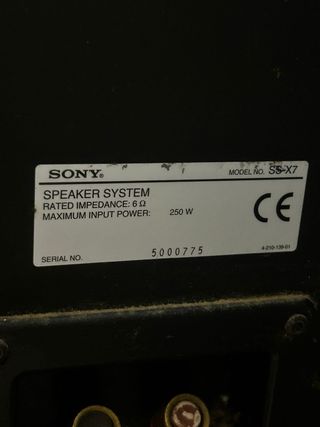 SONY®
MODEL NO. SS-X7
SPEAKER SYSTEM
RATED IMPEDANCE: 6 Ω
MAXIMUM INPUT POWER: 250 W
CE
SERIAL NO. 5000775
4-210-139-01